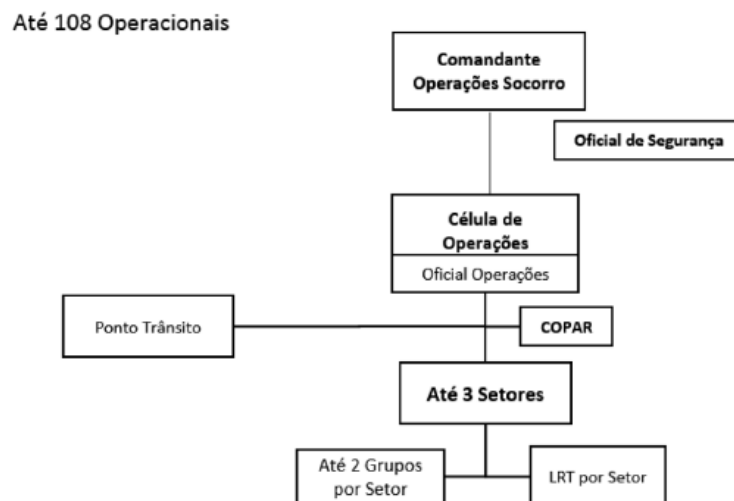 Até 108 Operacionais
Comandante
Operações Socorro
Oficial de Segurança
Célula de
Operações
Oficial Operações
Ponto Trânsito
COPAR
Até 3 Setores
Até 2 Grupos
por Setor
LRT por Setor